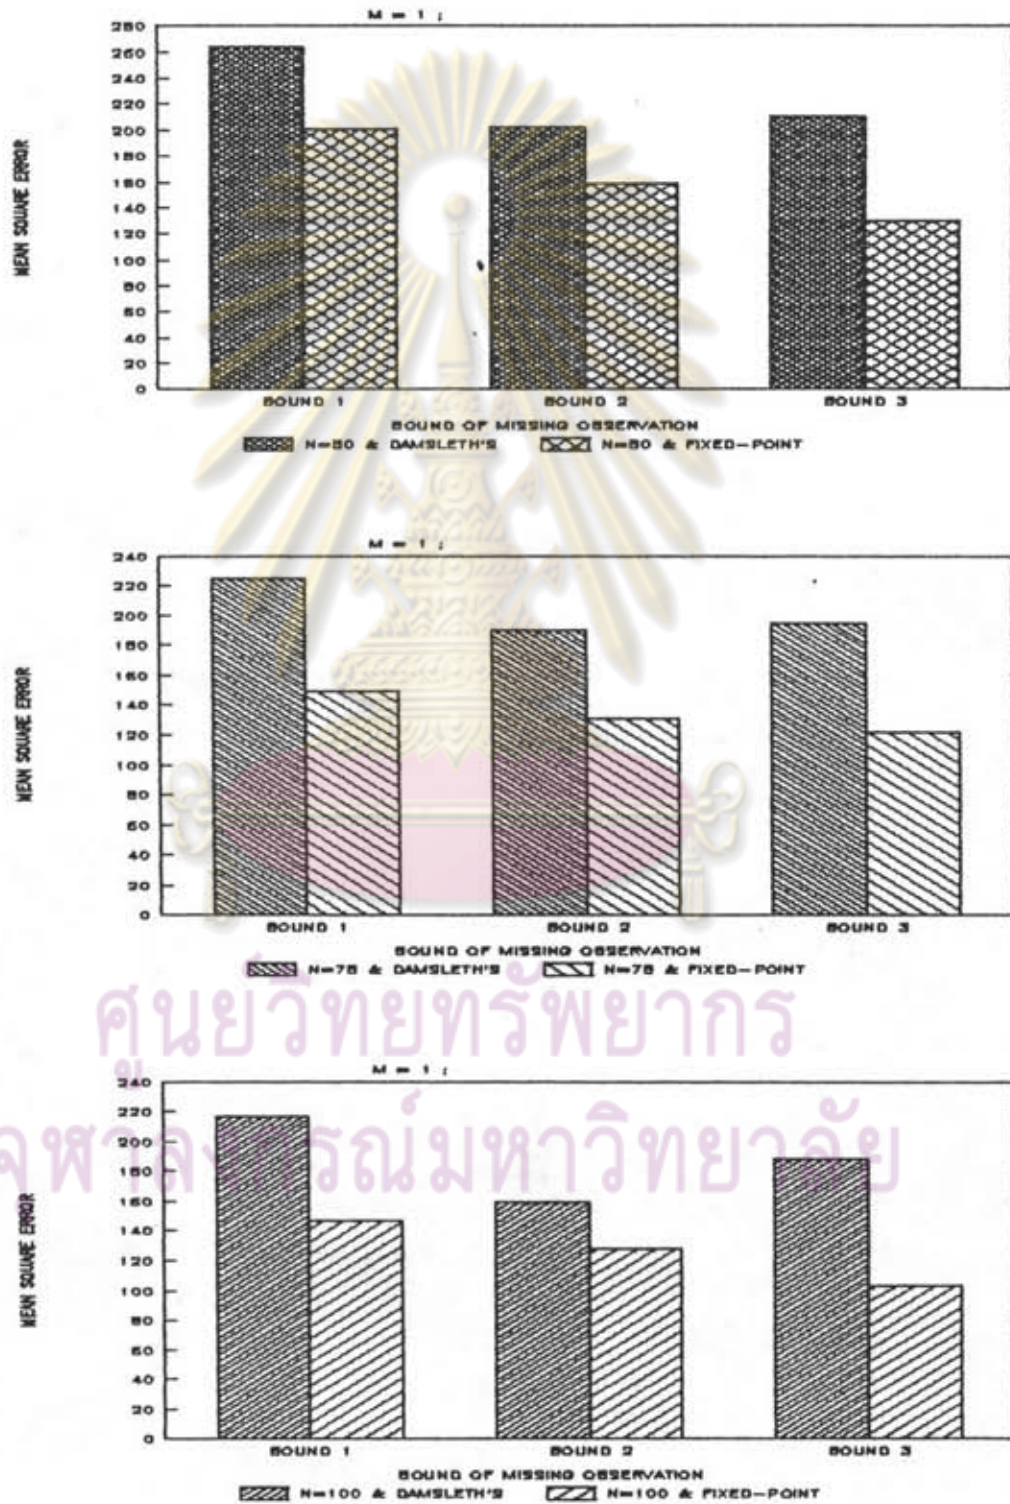 M = 1 ;
280
260
240
220
200
180
160
140
120
100
80
60
40
20
0
MEAN SQUARE ERROR
BOUND 1 BOUND 2 BOUND 3
BOUND OF MISSING OBSERVATION
N=50 & DAMSLETH'S N=50 & FIXED-POINT
M = 1 ;
240
220
200
180
160
140
120
100
80
60
40
20
0
MEAN SQUARE ERROR
BOUND 1 BOUND 2 BOUND 3
BOUND OF MISSING OBSERVATION
N=75 & DAMSLETH'S N=75 & FIXED-POINT
ศูนย์วิทยทรัพยากร
M = 1 ;
240
220
200
180
160
140
120
100
80
60
40
20
0
จุฬาลงกรณ์มหาวิทยาลัย
MEAN SQUARE ERROR
BOUND 1 BOUND 2 BOUND 3
BOUND OF MISSING OBSERVATION
N=100 & DAMSLETH'S N=100 & FIXED-POINT